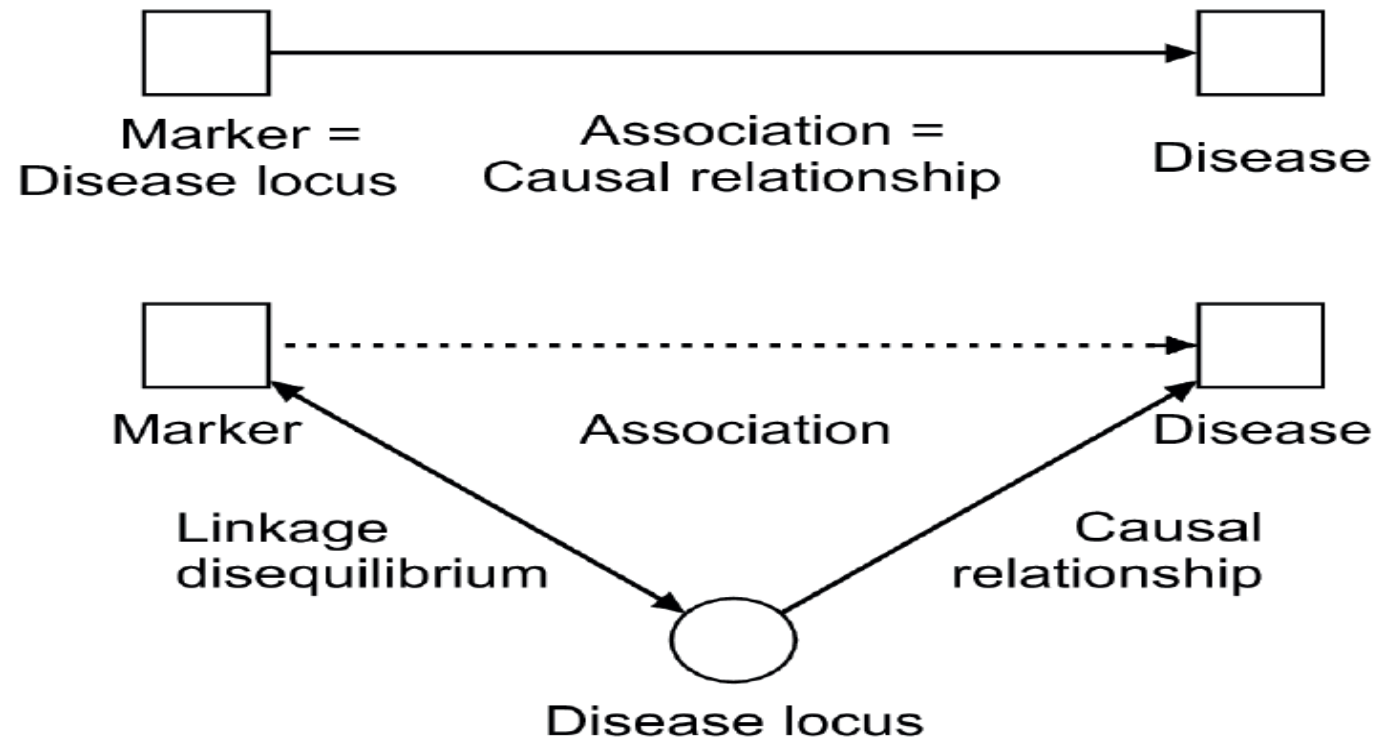 Marker =
Disease locus
Association =
Causal relationship
Disease
Marker
Association
Disease
Linkage
disequilibrium
Causal
relationship
Disease locus